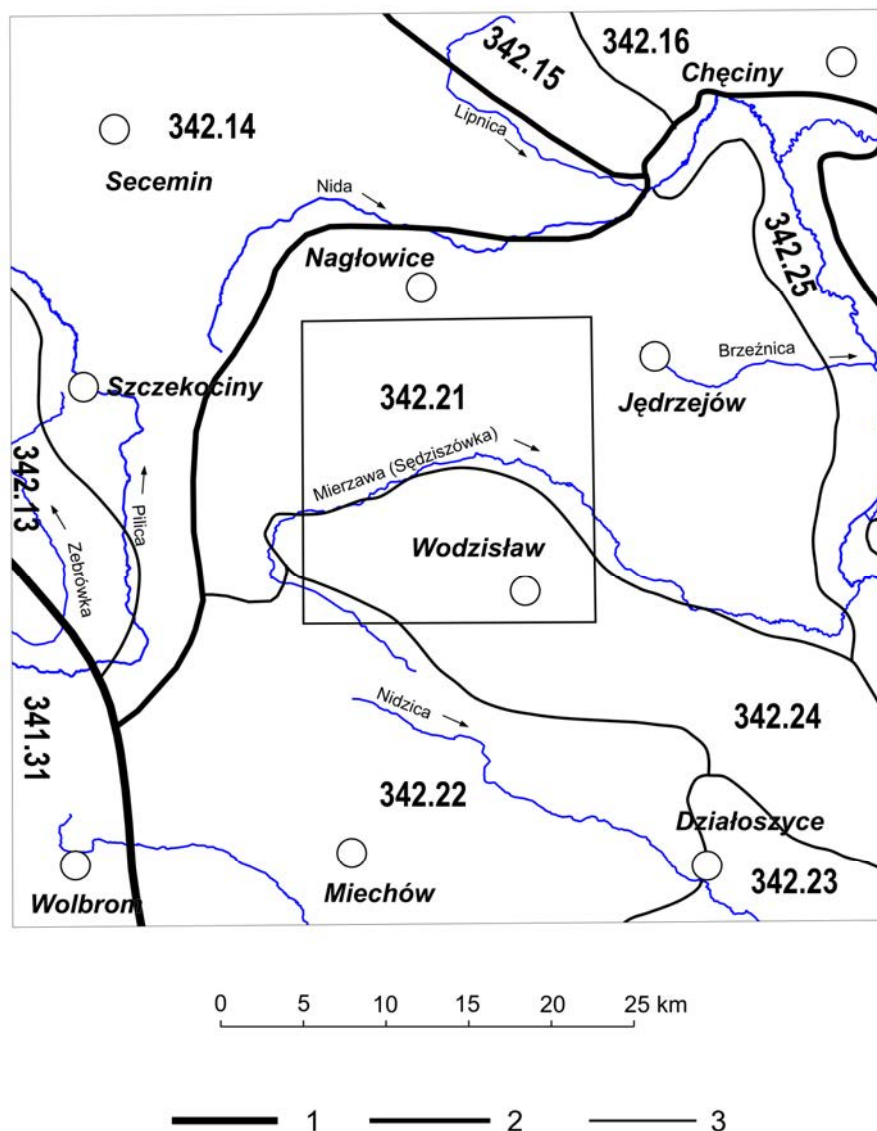 342.16
342.15
Chęciny
342.14
Lipnica
Secemin
Nida
342.25
Nagłowice
Brzeźnica
Szczekociny
342.21
Jędrzejów
Mierzawa (Sędziszówka)
342.13
Pilica
Żebrówka
Wodzisław
341.31
Nidzica
342.24
342.22
Działoszyce
342.23
Wolbrom
Miechów
0 5 10 15 20 25 km
1 2 3